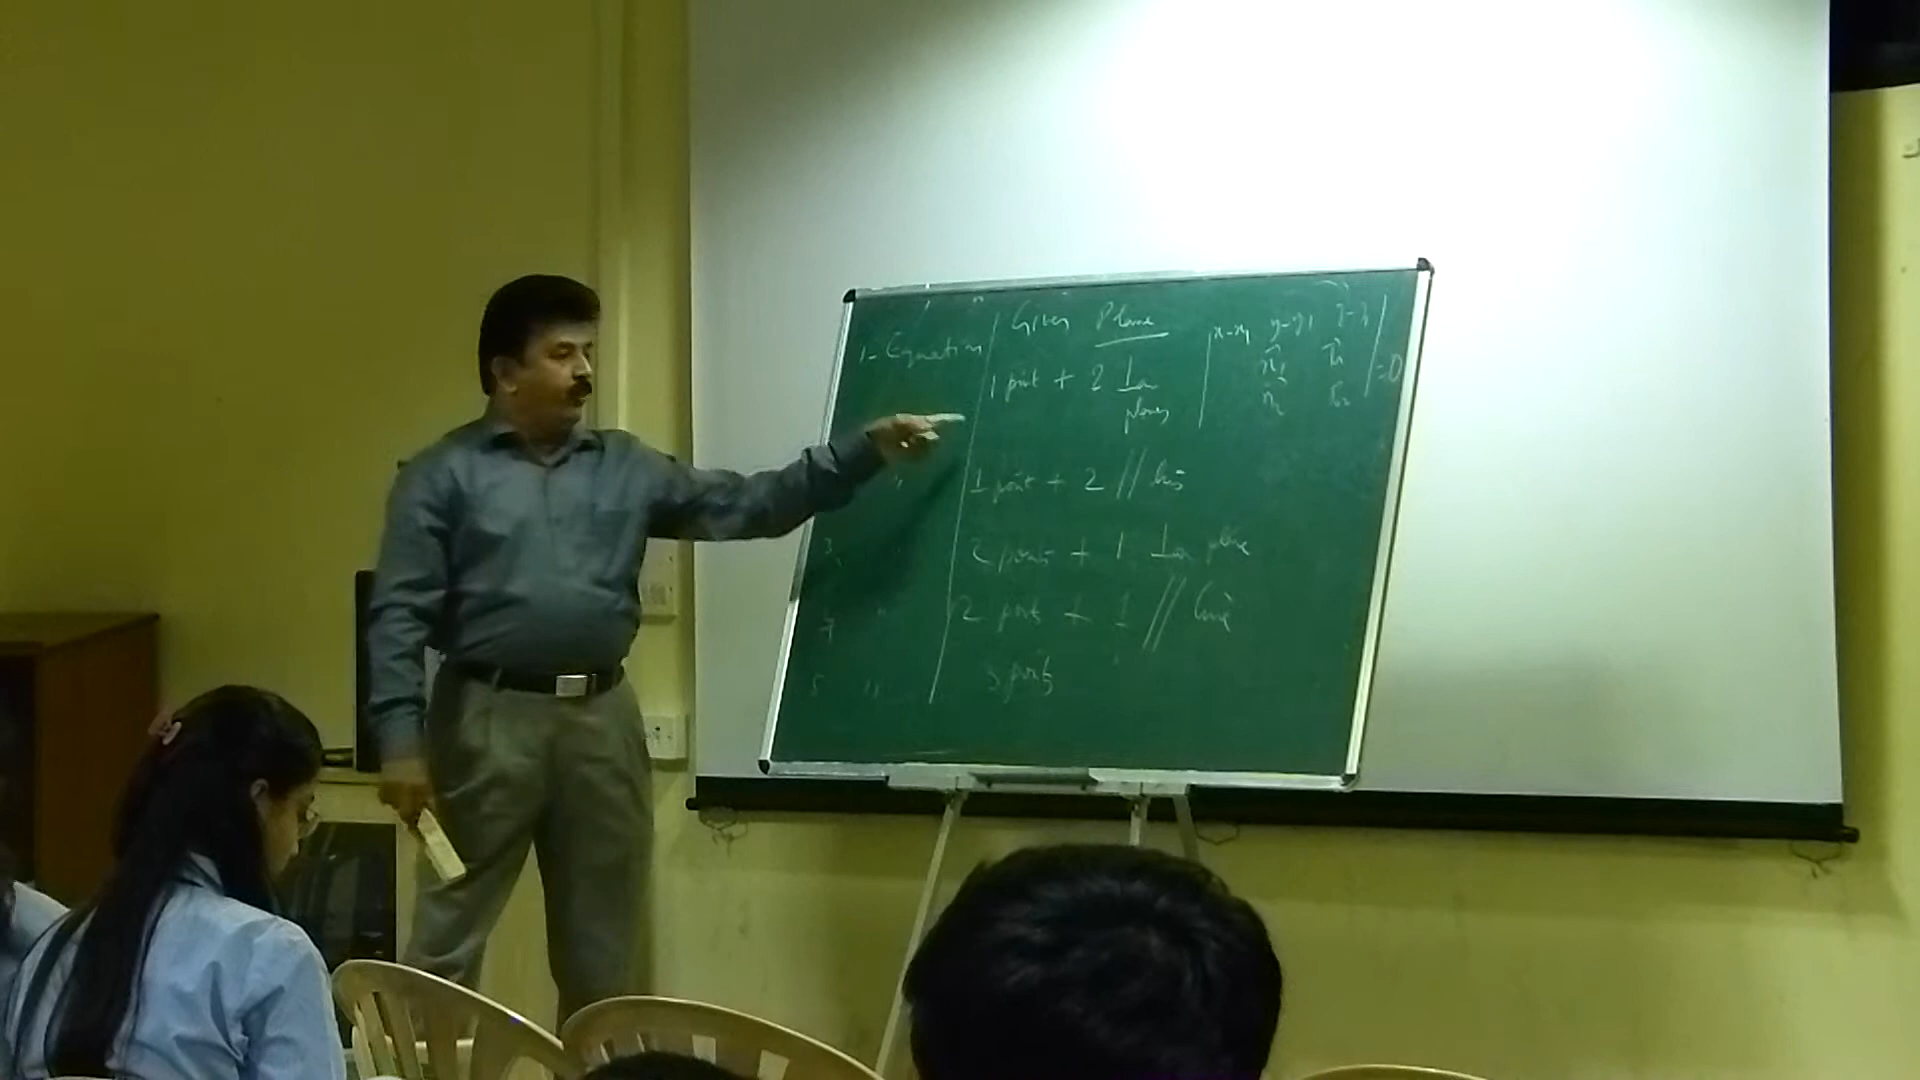 Given Plane
1- Equation
1 point + 2 ⊥ar planes
x-x₁ y-y₁ z-z₁
= 0
1 point + 2 // lines
3. " 2 points + 1 ⊥ar plane
4 " 2 points + 1 // line
5 " 3 points